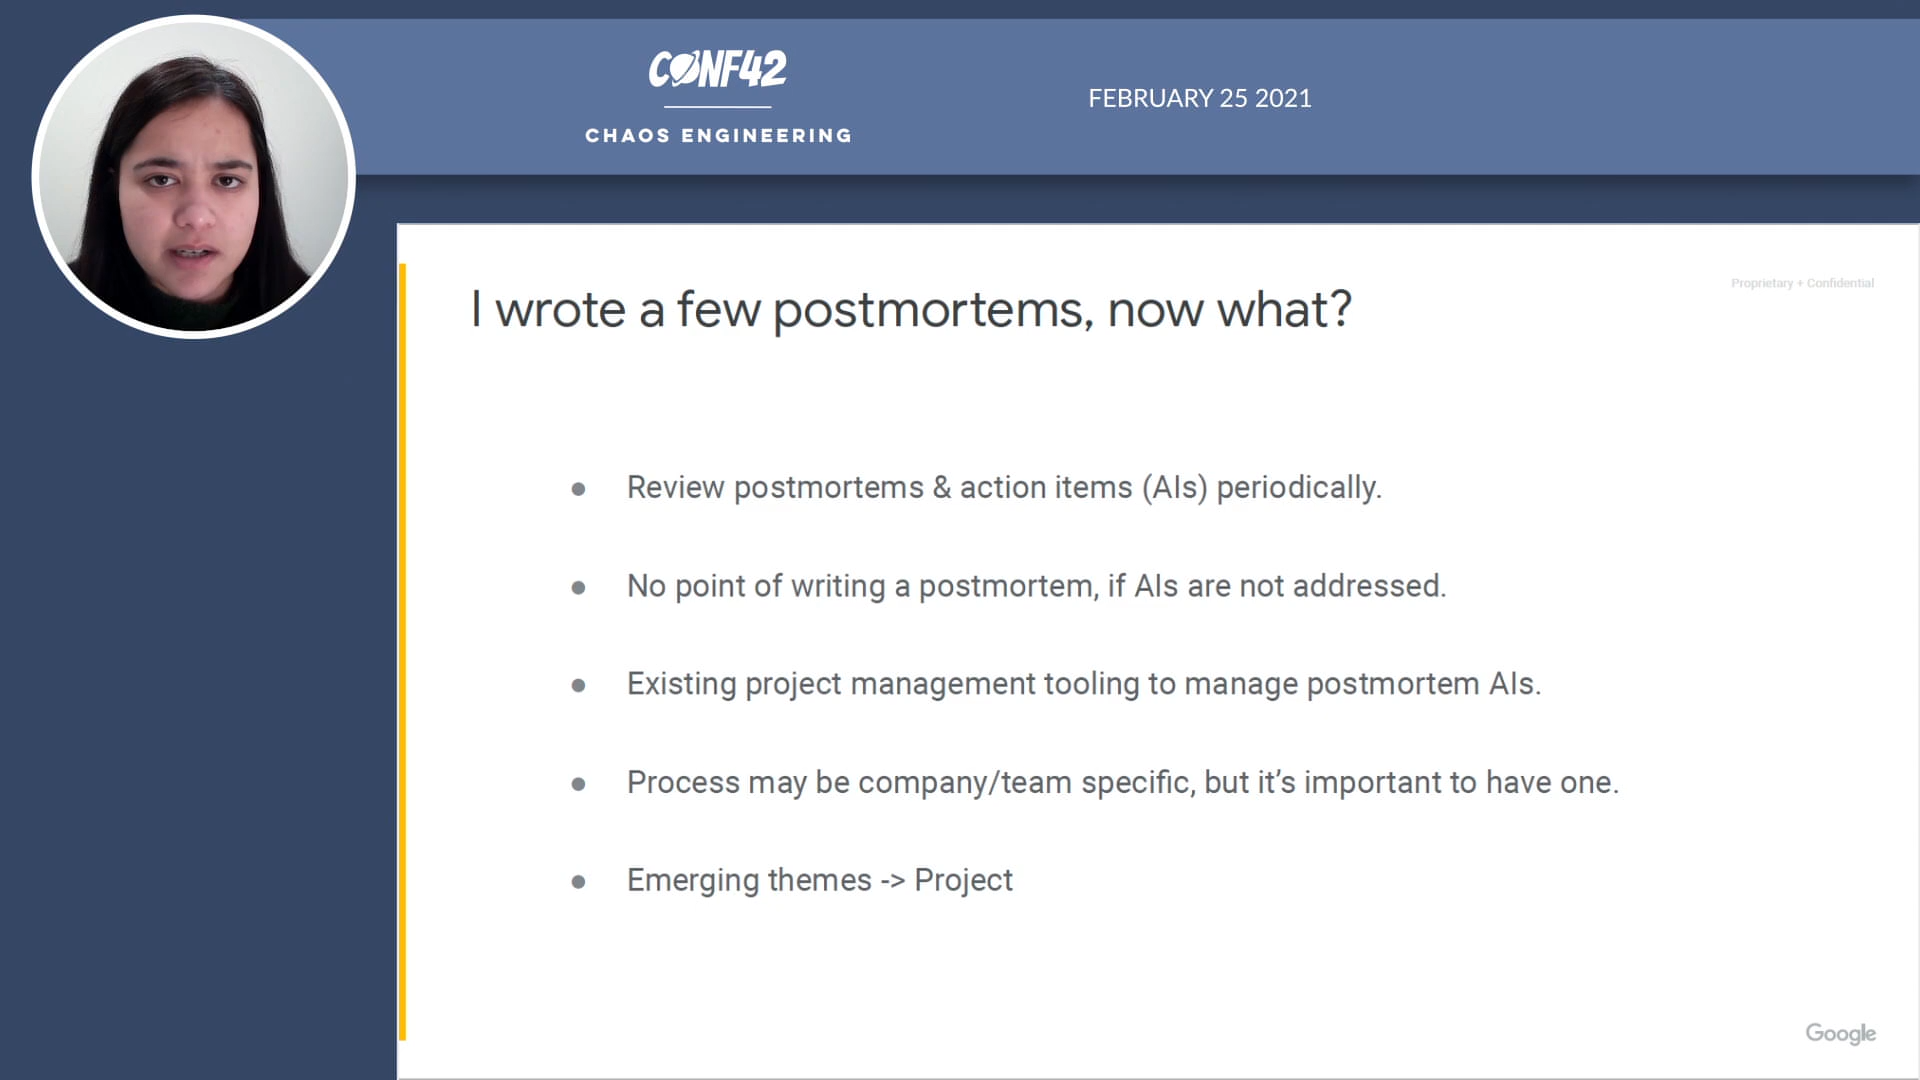 CONF42
CHAOS ENGINEERING
FEBRUARY 25 2021
Proprietary + Confidential
I wrote a few postmortems, now what?
● Review postmortems & action items (AIs) periodically.
● No point of writing a postmortem, if AIs are not addressed.
● Existing project management tooling to manage postmortem AIs.
● Process may be company/team specific, but it’s important to have one.
● Emerging themes -> Project
Google